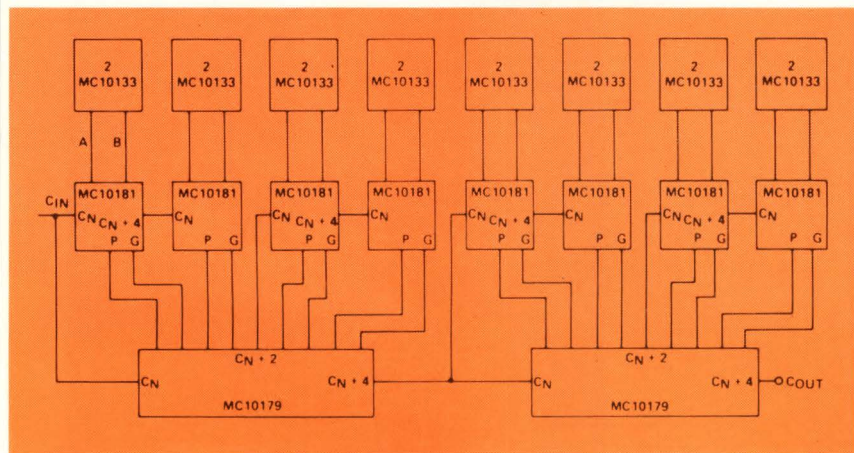 2 2 2 2 2 2 2 2
MC10133 MC10133 MC10133 MC10133 MC10133 MC10133 MC10133 MC10133
A B
MC10181 MC10181 MC10181 MC10181 MC10181 MC10181 MC10181 MC10181
CIN
CN CN + 4 CN CN CN + 4 CN CN CN + 4 CN CN CN + 4 CN
P G P G P G P G P G P G P G P G
CN + 2 CN + 2
CN CN + 4 CN CN + 4 COUT
MC10179 MC10179